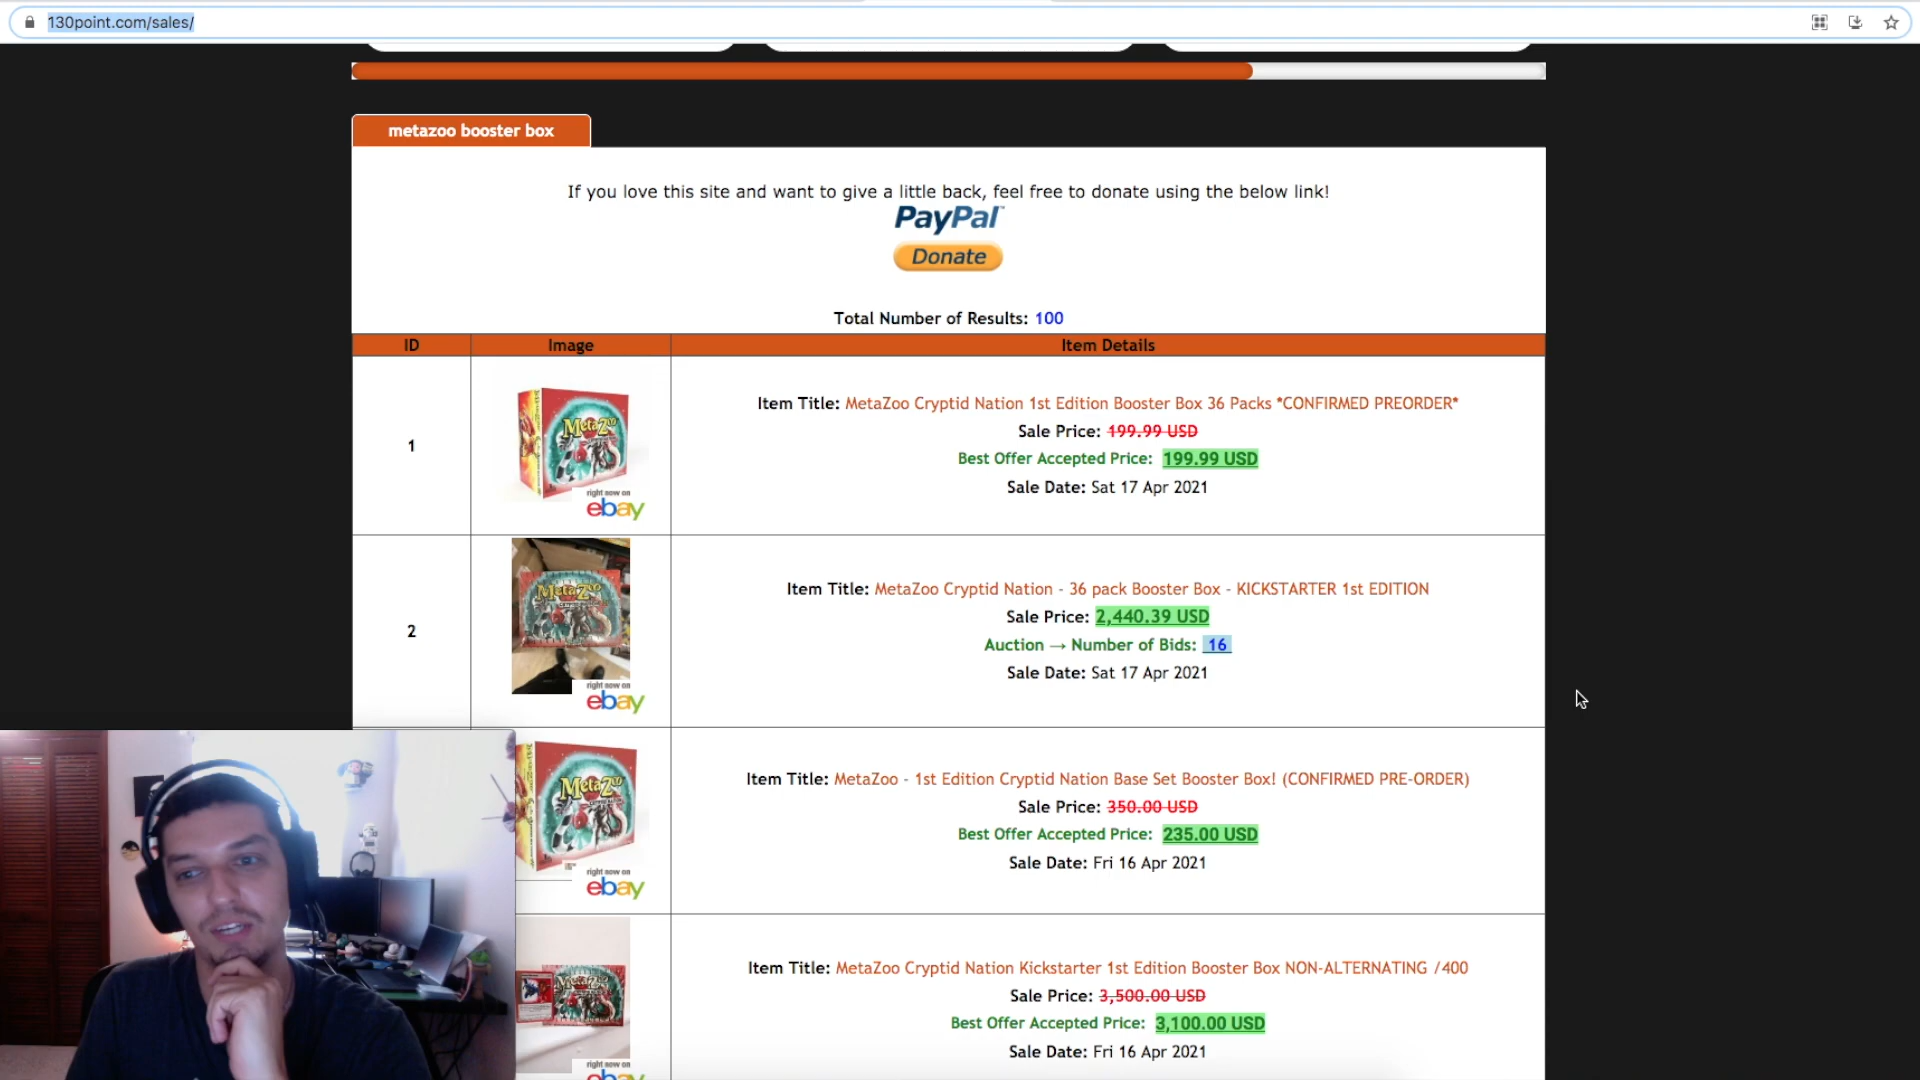 130point.com/sales/
metazoo booster box
If you love this site and want to give a little back, feel free to donate using the below link!
PayPal™
Donate
Total Number of Results: 100
ID
Image
Item Details
1
MetaZoo
right now on
ebay
Item Title: MetaZoo Cryptid Nation 1st Edition Booster Box 36 Packs *CONFIRMED PREORDER*
Sale Price: 199.99 USD
Best Offer Accepted Price: 199.99 USD
Sale Date: Sat 17 Apr 2021
2
MetaZoo
right now on
ebay
Item Title: MetaZoo Cryptid Nation - 36 pack Booster Box - KICKSTARTER 1st EDITION
Sale Price: 2,440.39 USD
Auction → Number of Bids: 16
Sale Date: Sat 17 Apr 2021
MetaZoo
right now on
ebay
Item Title: MetaZoo - 1st Edition Cryptid Nation Base Set Booster Box! (CONFIRMED PRE-ORDER)
Sale Price: 350.00 USD
Best Offer Accepted Price: 235.00 USD
Sale Date: Fri 16 Apr 2021
MetaZoo
right now on
ebay
Item Title: MetaZoo Cryptid Nation Kickstarter 1st Edition Booster Box NON-ALTERNATING /400
Sale Price: 3,500.00 USD
Best Offer Accepted Price: 3,100.00 USD
Sale Date: Fri 16 Apr 2021